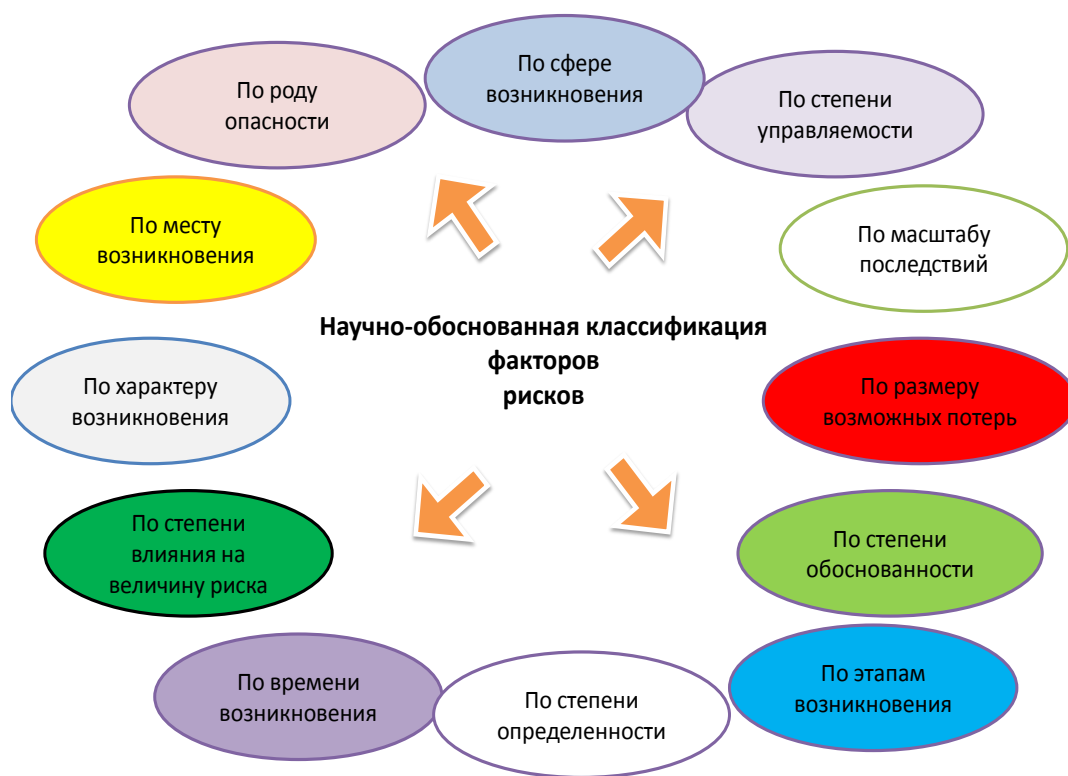 По сфере
возникновения
По роду
опасности
По степени
управляемости
По месту
возникновения
По масштабу
последствий
Научно-обоснованная классификация
факторов
рисков
По характеру
возникновения
По размеру
возможных потерь
По степени
влияния на
величину риска
По степени
обоснованности
По времени
возникновения
По степени
определенности
По этапам
возникновения